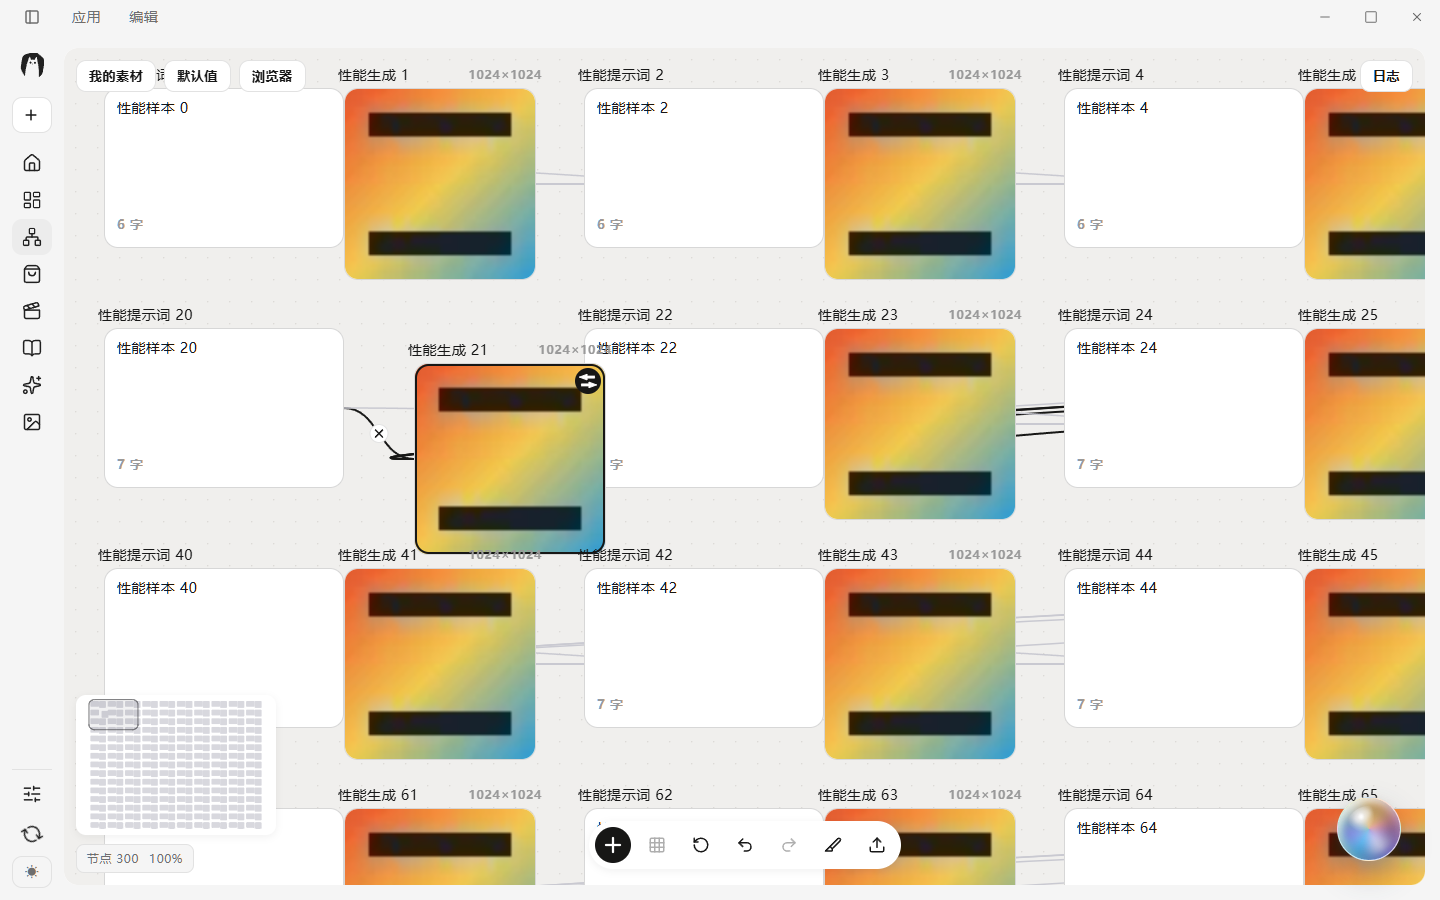 应用 编辑
我的素材 词 默认值 浏览器 性能生成 1 1024×1024 性能提示词 2 性能生成 3 1024×1024 性能提示词 4 性能生成 日志
性能样本 0 性能样本 2 性能样本 4
6 字 6 字 6 字
性能提示词 20 性能提示词 22 性能生成 23 1024×1024 性能提示词 24 性能生成 25
性能样本 20 性能生成 21 1024×1024 性能样本 22 性能样本 24
7 字 字 7 字
性能提示词 40 性能生成 41 1024×1024 性能提示词 42 性能生成 43 1024×1024 性能提示词 44 性能生成 45
性能样本 40 性能样本 42 性能样本 44
7 字 7 字
性能生成 61 1024×1024 性能提示词 62 性能生成 63 1024×1024 性能提示词 64 性能生成 65
性能样本 64
节点 300 100%